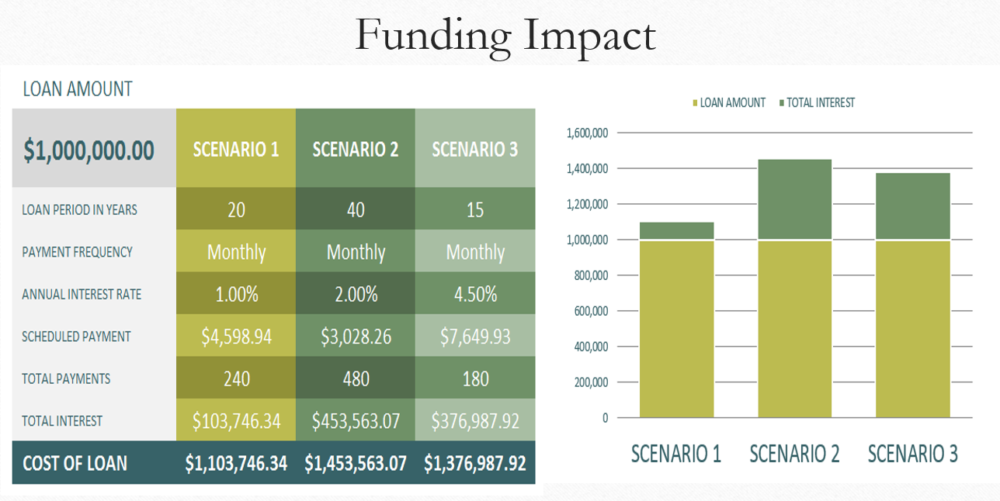 Funding Impact
LOAN AMOUNT
$1,000,000.00 SCENARIO 1 SCENARIO 2 SCENARIO 3
LOAN PERIOD IN YEARS 20 40 15
PAYMENT FREQUENCY Monthly Monthly Monthly
ANNUAL INTEREST RATE 1.00% 2.00% 4.50%
SCHEDULED PAYMENT $4,598.94 $3,028.26 $7,649.93
TOTAL PAYMENTS 240 480 180
TOTAL INTEREST $103,746.34 $453,563.07 $376,987.92
COST OF LOAN $1,103,746.34 $1,453,563.07 $1,376,987.92
LOAN AMOUNT TOTAL INTEREST
1,600,000
1,400,000
1,200,000
1,000,000
800,000
600,000
400,000
200,000
0
SCENARIO 1 SCENARIO 2 SCENARIO 3